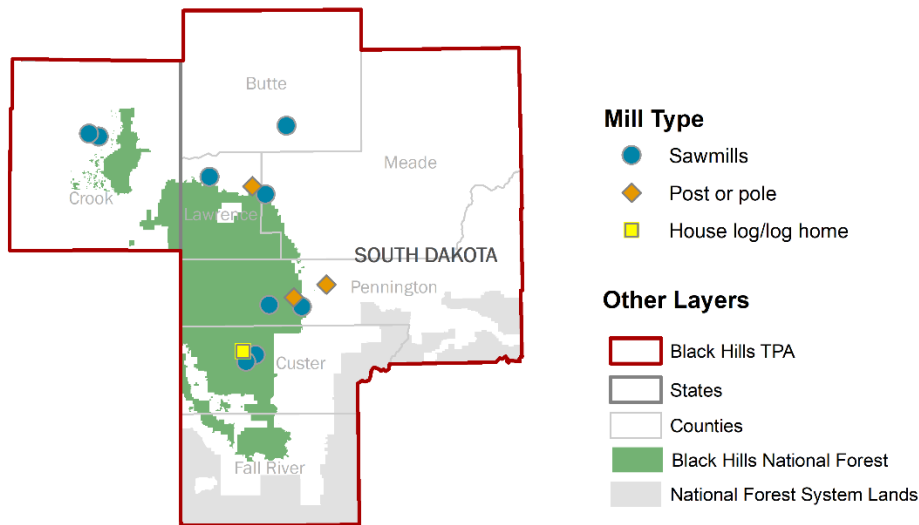 Butte
Meade
Crook
Lawrence
SOUTH DAKOTA
Pennington
Custer
Fall River
Mill Type
Sawmills
Post or pole
House log/log home
Other Layers
Black Hills TPA
States
Counties
Black Hills National Forest
National Forest System Lands